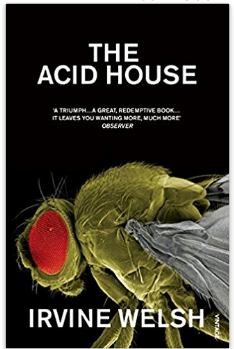 THE
ACID HOUSE
'A TRIUMPH...A GREAT, REDEMPTIVE BOOK...
IT LEAVES YOU WANTING MORE, MUCH MORE'
OBSERVER
IRVINE WELSH
VINTAGE